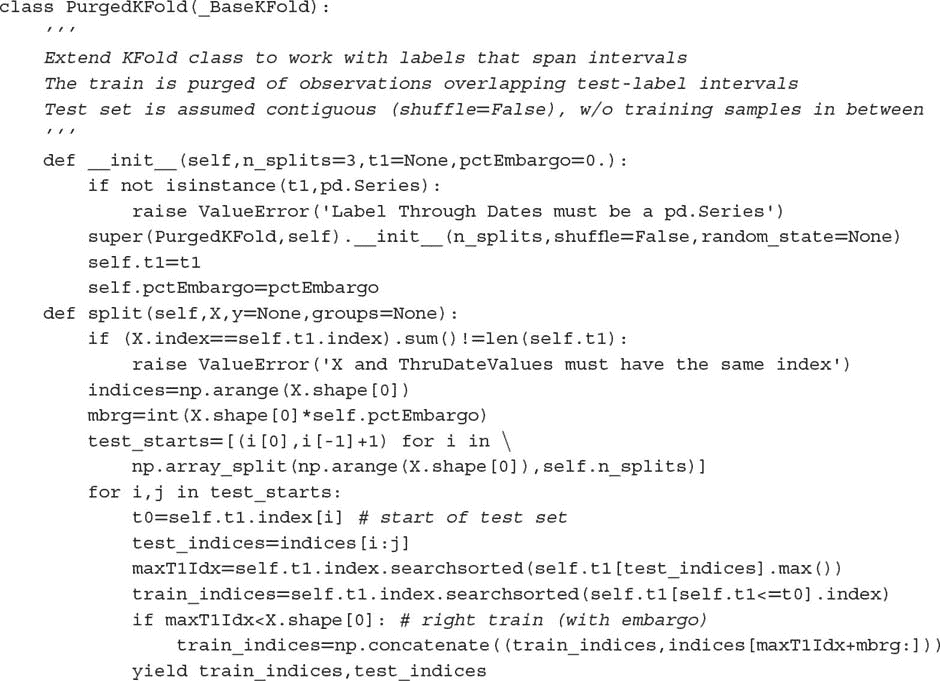 class PurgedKFold(_BaseKFold):
    '''
    Extend KFold class to work with labels that span intervals
    The train is purged of observations overlapping test-label intervals
    Test set is assumed contiguous (shuffle=False), w/o training samples in between
    '''
    def __init__(self,n_splits=3,t1=None,pctEmbargo=0.):
        if not isinstance(t1,pd.Series):
            raise ValueError('Label Through Dates must be a pd.Series')
        super(PurgedKFold,self).__init__(n_splits,shuffle=False,random_state=None)
        self.t1=t1
        self.pctEmbargo=pctEmbargo
    def split(self,X,y=None,groups=None):
        if (X.index==self.t1.index).sum()!=len(self.t1):
            raise ValueError('X and ThruDateValues must have the same index')
        indices=np.arange(X.shape[0])
        mbrg=int(X.shape[0]*self.pctEmbargo)
        test_starts=[(i[0],i[-1]+1) for i in \
            np.array_split(np.arange(X.shape[0]),self.n_splits)]
        for i,j in test_starts:
            t0=self.t1.index[i] # start of test set
            test_indices=indices[i:j]
            maxT1Idx=self.t1.index.searchsorted(self.t1[test_indices].max())
            train_indices=self.t1.index.searchsorted(self.t1[self.t1<=t0].index)
            if maxT1Idx<X.shape[0]: # right train (with embargo)
                train_indices=np.concatenate((train_indices,indices[maxT1Idx+mbrg:]))
            yield train_indices,test_indices